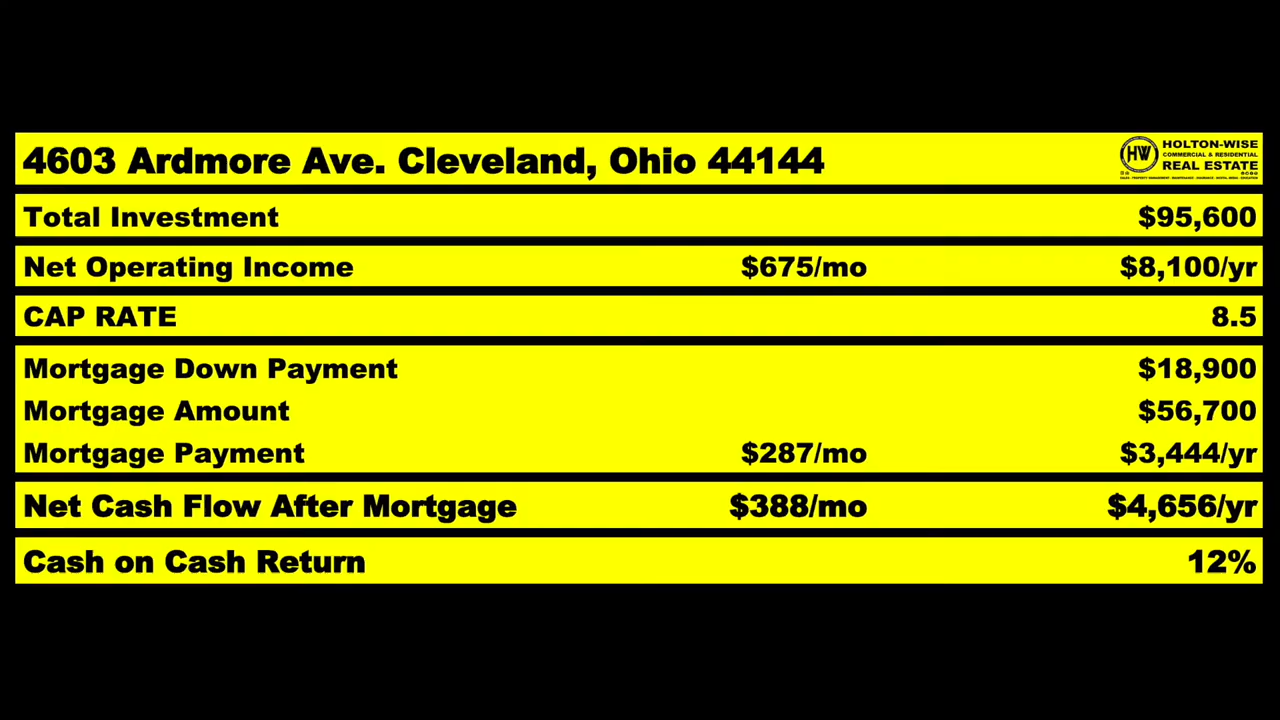 4603 Ardmore Ave. Cleveland, Ohio 44144
HW
HOLTON-WISE
COMMERCIAL & RESIDENTIAL
REAL ESTATE
Total Investment $95,600
Net Operating Income $675/mo $8,100/yr
CAP RATE 8.5
Mortgage Down Payment $18,900
Mortgage Amount $56,700
Mortgage Payment $287/mo $3,444/yr
Net Cash Flow After Mortgage $388/mo $4,656/yr
Cash on Cash Return 12%